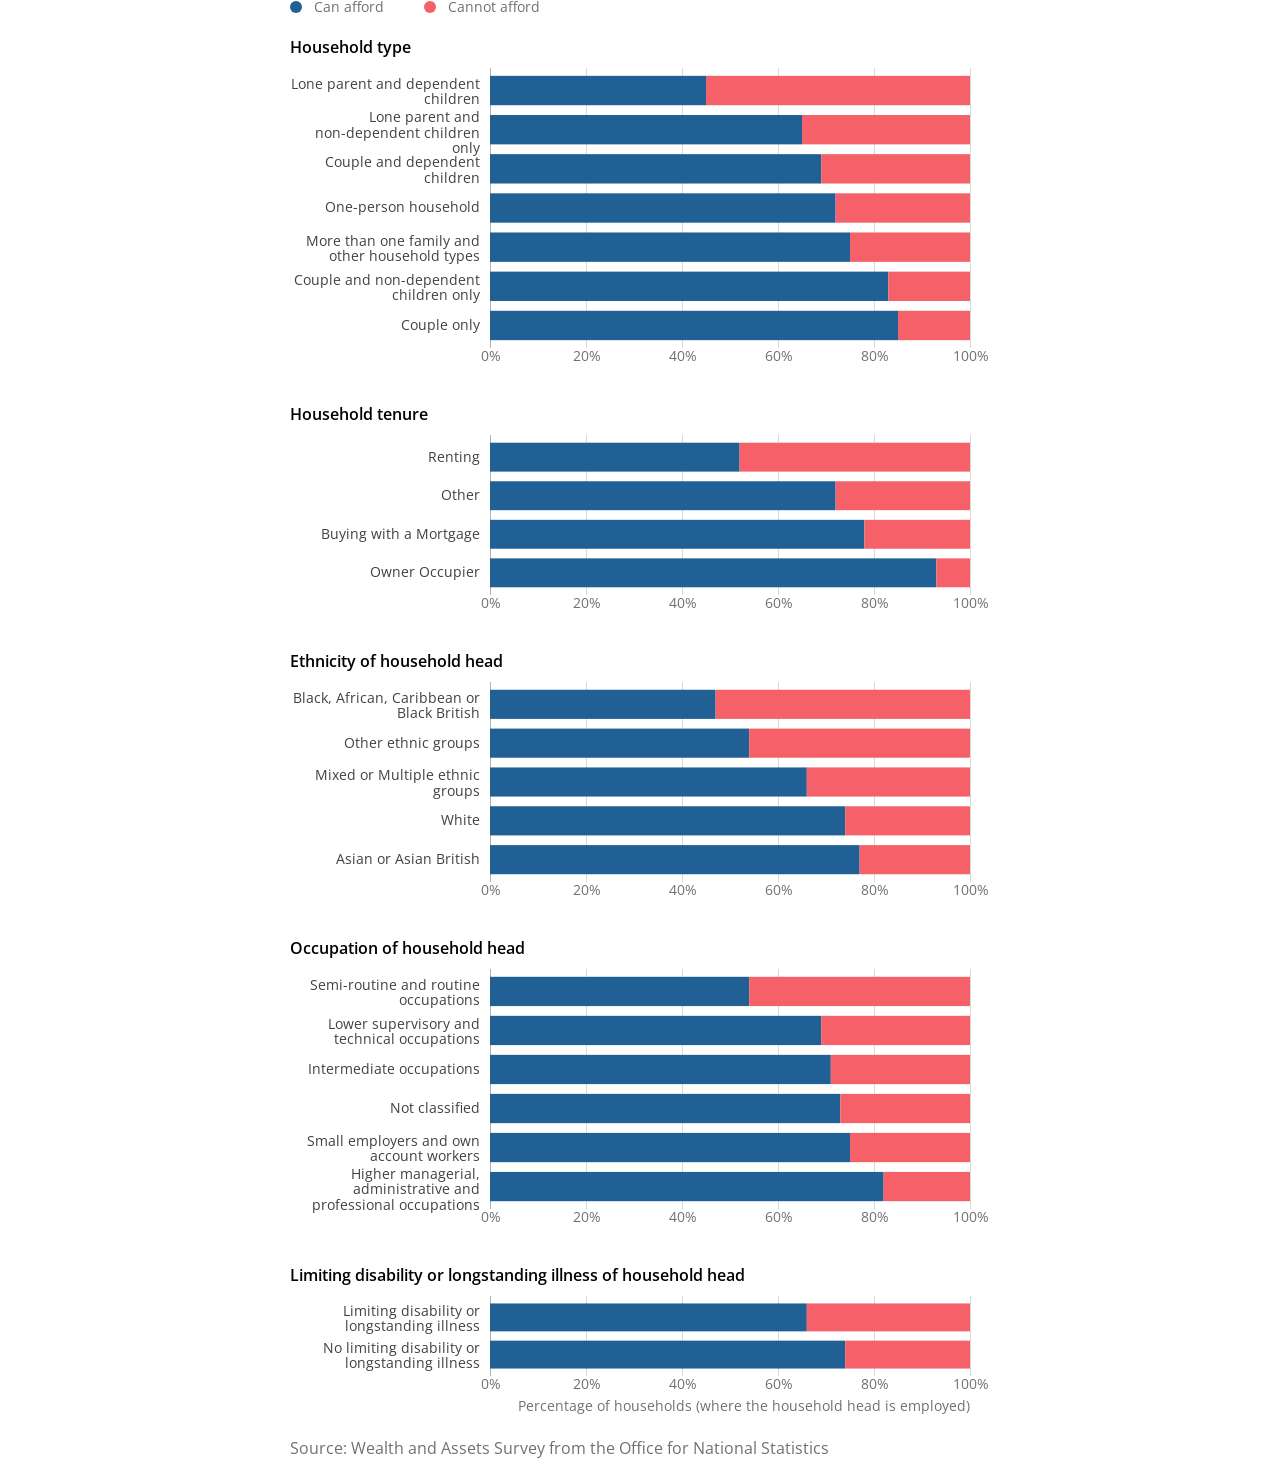 Can afford
Cannot afford
Household type
Lone parent and dependent
children
Lone parent and
non-dependent children
only
Couple and dependent
children
One-person household
More than one family and
other household types
Couple and non-dependent
children only
Couple only
0% 20% 40% 60% 80% 100%
Household tenure
Renting
Other
Buying with a Mortgage
Owner Occupier
0% 20% 40% 60% 80% 100%
Ethnicity of household head
Black, African, Caribbean or
Black British
Other ethnic groups
Mixed or Multiple ethnic
groups
White
Asian or Asian British
0% 20% 40% 60% 80% 100%
Occupation of household head
Semi-routine and routine
occupations
Lower supervisory and
technical occupations
Intermediate occupations
Not classified
Small employers and own
account workers
Higher managerial,
administrative and
professional occupations
0% 20% 40% 60% 80% 100%
Limiting disability or longstanding illness of household head
Limiting disability or
longstanding illness
No limiting disability or
longstanding illness
0% 20% 40% 60% 80% 100%
Percentage of households (where the household head is employed)
Source: Wealth and Assets Survey from the Office for National Statistics